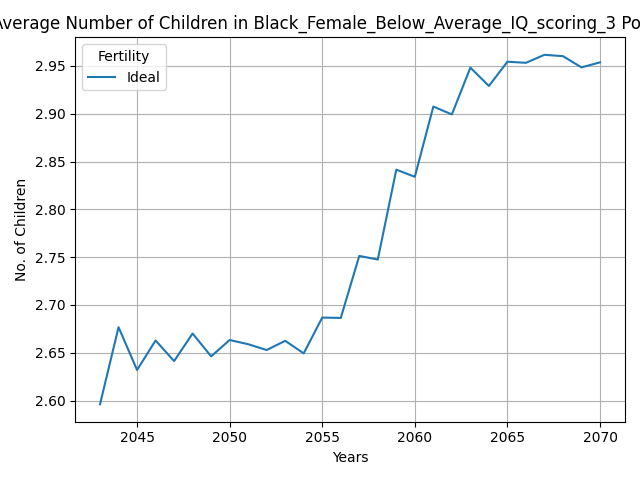 Average Number of Children in Black_Female_Below_Average_IQ_scoring_3 Po
Fertility
Ideal
No. of Children
2.95
2.90
2.85
2.80
2.75
2.70
2.65
2.60
2045 2050 2055 2060 2065 2070
Years